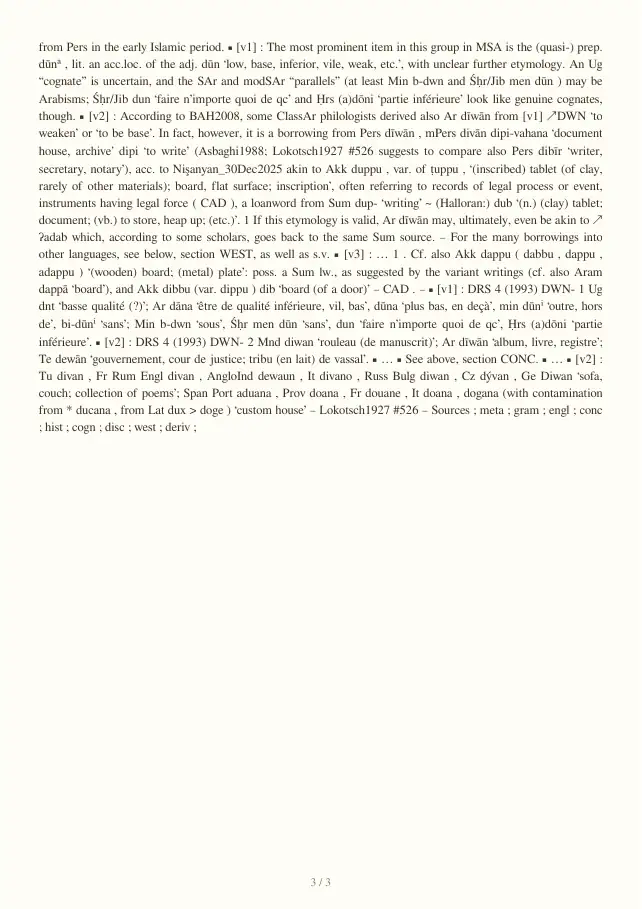 from Pers in the early Islamic period. ▪ [v1] : The most prominent item in this group in MSA is the (quasi-) prep.
dūnᵃ , lit. an acc.loc. of the adj. dūn ‘low, base, inferior, vile, weak, etc.’, with unclear further etymology. An Ug
“cognate” is uncertain, and the SAr and modSAr “parallels” (at least Min b-dwn and Śḥr/Jib men dūn ) may be
Arabisms; Śḥr/Jib dun ‘faire n’importe quoi de qc’ and Ḥrs (a)dōni ‘partie inférieure’ look like genuine cognates,
though. ▪ [v2] : According to BAH2008, some ClassAr philologists derived also Ar dīwān from [v1] ↗DWN ‘to
weaken’ or ‘to be base’. In fact, however, it is a borrowing from Pers dīwān , mPers divān dipi-vahana ‘document
house, archive’ dipi ‘to write’ (Asbaghi1988; Lokotsch1927 #526 suggests to compare also Pers dibīr ‘writer,
secretary, notary’), acc. to Nişanyan_30Dec2025 akin to Akk duppu , var. of ṭuppu , ‘(inscribed) tablet (of clay,
rarely of other materials); board, flat surface; inscription’, often referring to records of legal process or event,
instruments having legal force ( CAD ), a loanword from Sum dup- ‘writing’ ~ (Halloran:) dub ‘(n.) (clay) tablet;
document; (vb.) to store, heap up; (etc.)’. 1 If this etymology is valid, Ar dīwān may, ultimately, even be akin to ↗
ʔadab which, according to some scholars, goes back to the same Sum source. – For the many borrowings into
other languages, see below, section WEST, as well as s.v. ▪ [v3] : … 1 . Cf. also Akk dappu ( dabbu , dappu ,
adappu ) ‘(wooden) board; (metal) plate’: poss. a Sum lw., as suggested by the variant writings (cf. also Aram
dappā ‘board’), and Akk dibbu (var. dippu ) dib ‘board (of a door)’ – CAD . – ▪ [v1] : DRS 4 (1993) DWN- 1 Ug
dnt ‘basse qualité (?)’; Ar dāna ‘être de qualité inférieure, vil, bas’, dūna ‘plus bas, en deçà’, min dūnⁱ ‘outre, hors
de’, bi-dūnⁱ ‘sans’; Min b-dwn ‘sous’, Śḥr men dūn ‘sans’, dun ‘faire n’importe quoi de qc’, Ḥrs (a)dōni ‘partie
inférieure’. ▪ [v2] : DRS 4 (1993) DWN- 2 Mnd diwan ‘rouleau (de manuscrit)’; Ar dīwān ‘album, livre, registre’;
Te dewān ‘gouvernement, cour de justice; tribu (en lait) de vassal’. ▪ … ▪ See above, section CONC. ▪ … ▪ [v2] :
Tu divan , Fr Rum Engl divan , AngloInd dewaun , It divano , Russ Bulg diwan , Cz dývan , Ge Diwan ‘sofa,
couch; collection of poems’; Span Port aduana , Prov doana , Fr douane , It doana , dogana (with contamination
from * ducana , from Lat dux > doge ) ‘custom house’ – Lokotsch1927 #526 – Sources ; meta ; gram ; engl ; conc
; hist ; cogn ; disc ; west ; deriv ;
3 / 3